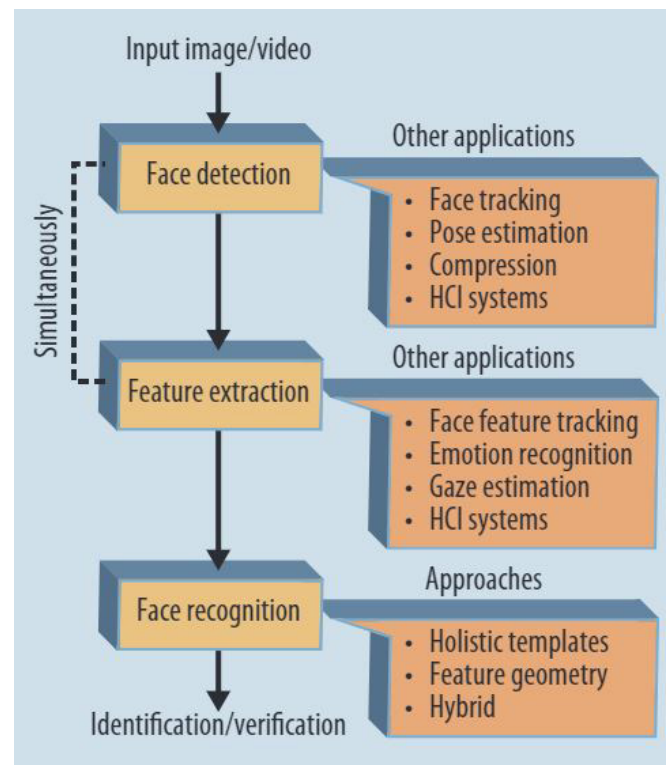 Input image/video
Face detection
Other applications
• Face tracking
• Pose estimation
• Compression
• HCI systems
Simultaneously
Feature extraction
Other applications
• Face feature tracking
• Emotion recognition
• Gaze estimation
• HCI systems
Face recognition
Approaches
• Holistic templates
• Feature geometry
• Hybrid
Identification/verification